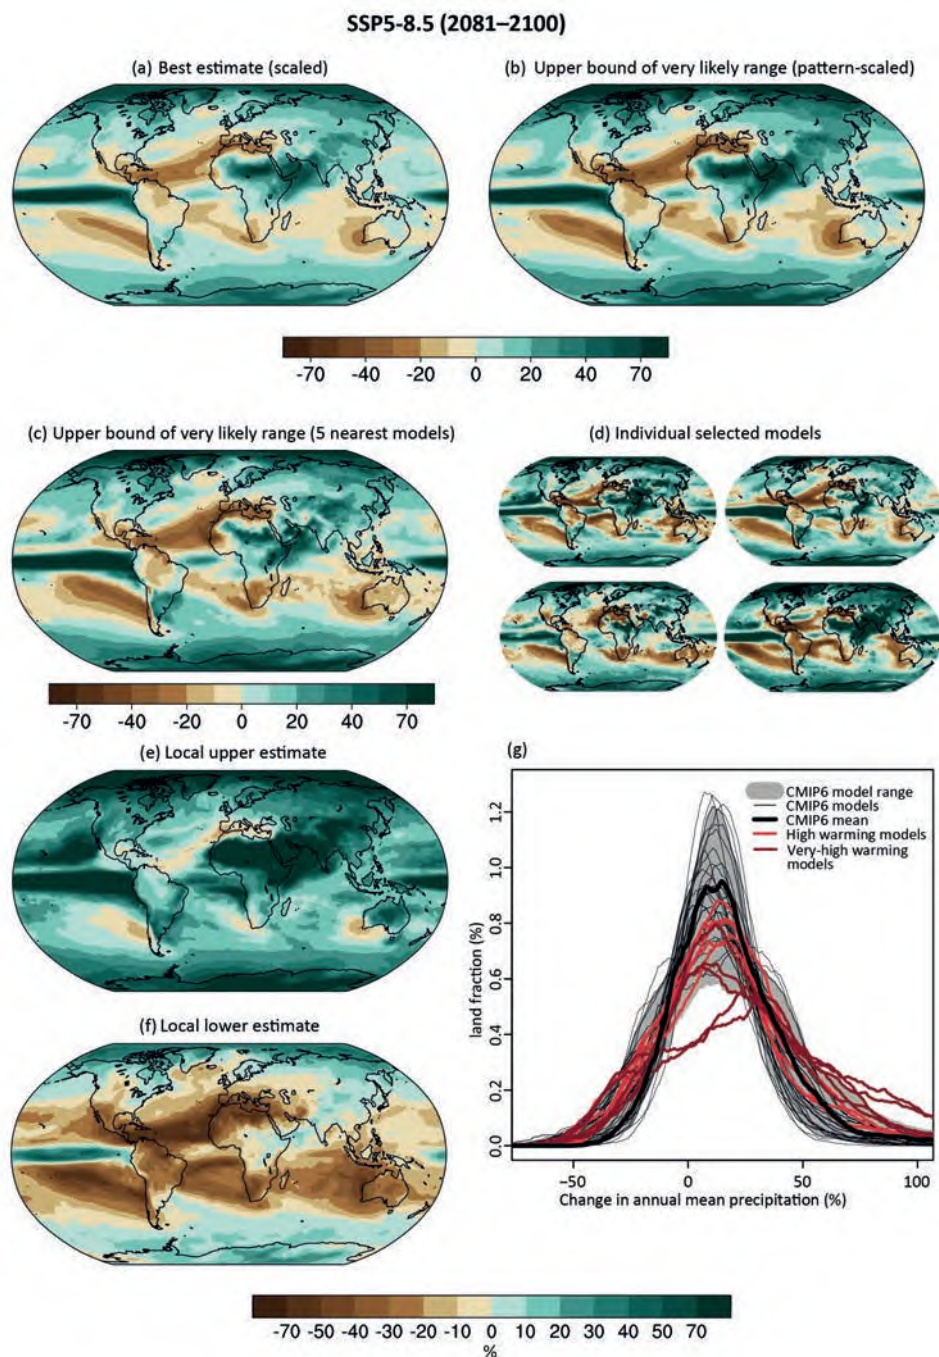 SSP5-8.5 (2081–2100)
(a) Best estimate (scaled)
(b) Upper bound of very likely range (pattern-scaled)
-70 -40 -20 0 20 40 70
(c) Upper bound of very likely range (5 nearest models)
(d) Individual selected models
-70 -40 -20 0 20 40 70
(e) Local upper estimate
(g)
CMIP6 model range
CMIP6 models
CMIP6 mean
High warming models
Very-high warming
models
land fraction (%)
1.2
1.0
0.8
0.6
0.4
0.2
0.0
−50 0 50 100
Change in annual mean precipitation (%)
(f) Local lower estimate
-70 -50 -40 -30 -20 -10 0 10 20 30 40 50 70
%